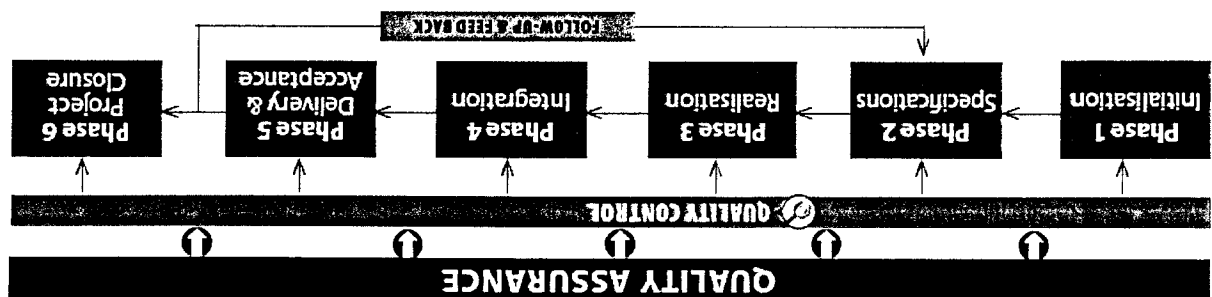 QUALITY ASSURANCE
QUALITY CONTROL
Phase 1
Initialisation
Phase 2
Specifications
Phase 3
Realisation
Phase 4
Integration
Phase 5
Delivery &
Acceptance
Phase 6
Project
Closure
FOLLOW-UP & FEED BACK